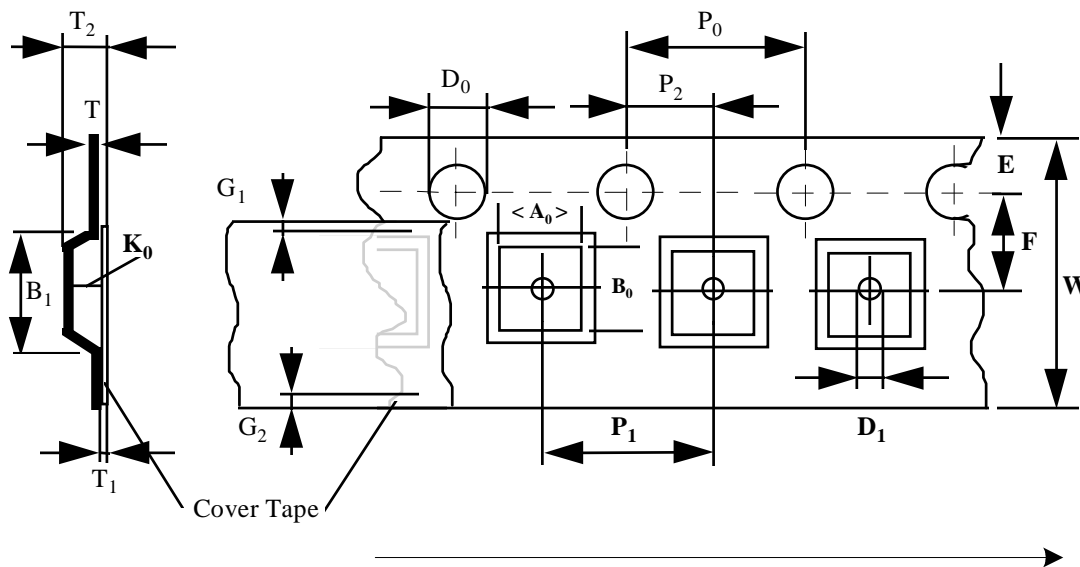 T₂
P₀
D₀
P₂
T
E
G₁
< A₀ >
K₀
F
B₁
B₀
W
G₂
P₁
D₁
T₁
Cover Tape